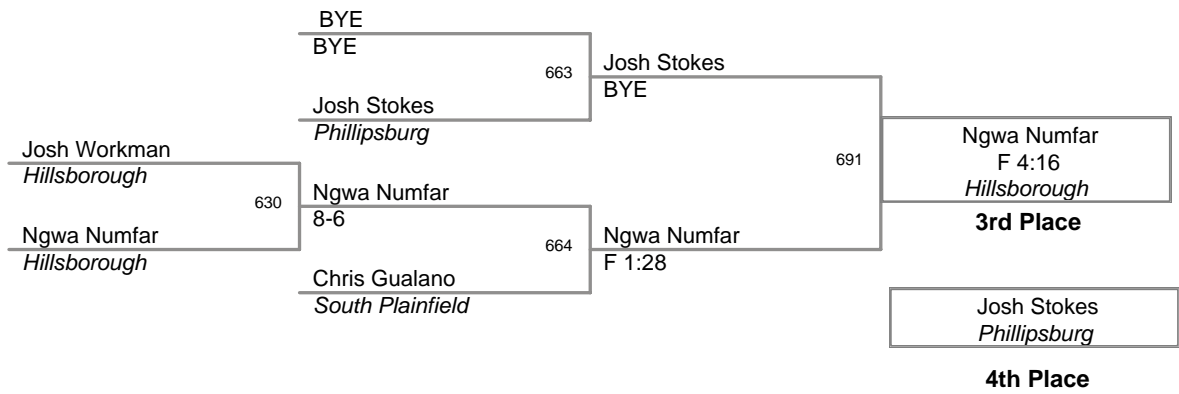 BYE
BYE
663
Josh Stokes
BYE
Josh Stokes
Phillipsburg
Josh Workman
Hillsborough
630
Ngwa Numfar
8-6
Ngwa Numfar
Hillsborough
664
Ngwa Numfar
F 1:28
Chris Gualano
South Plainfield
691
Ngwa Numfar
F 4:16
Hillsborough
3rd Place
Josh Stokes
Phillipsburg
4th Place